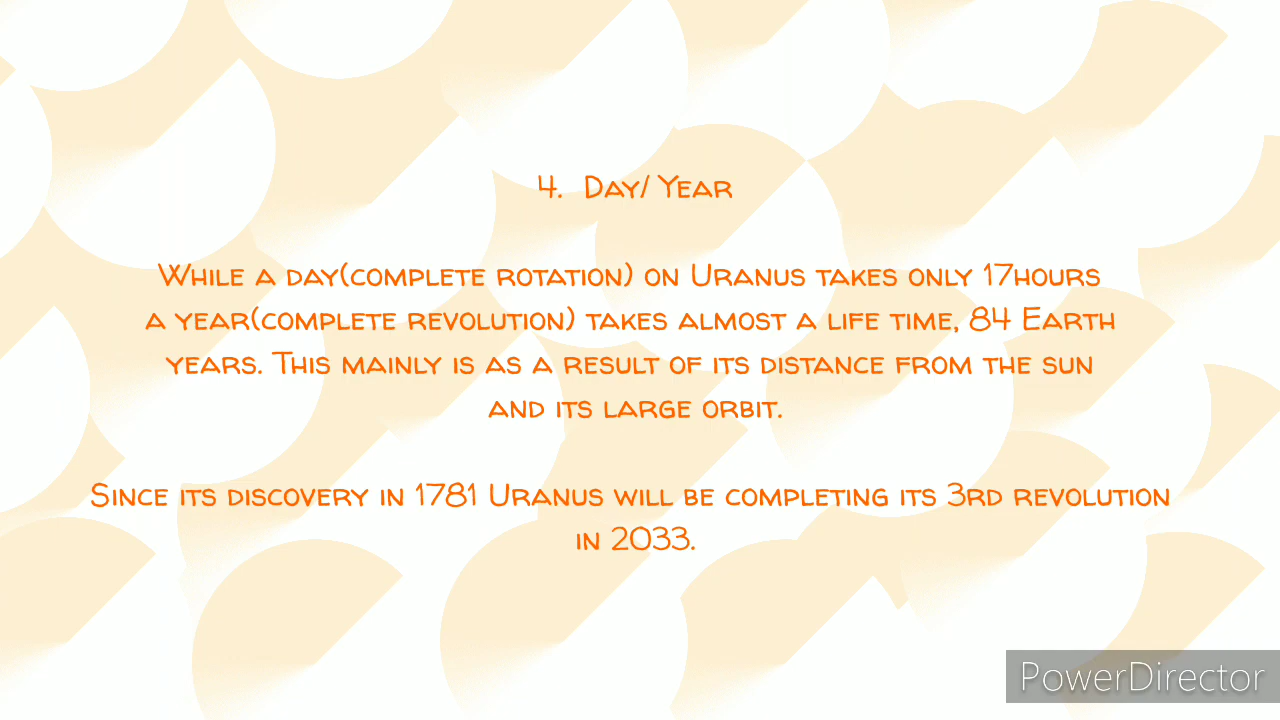 4. Day/ Year
While a day(complete rotation) on Uranus takes only 17hours
a year(complete revolution) takes almost a life time, 84 Earth
years. This mainly is as a result of its distance from the sun
and its large orbit.
Since its discovery in 1781 Uranus will be completing its 3rd revolution
in 2033.
PowerDirector